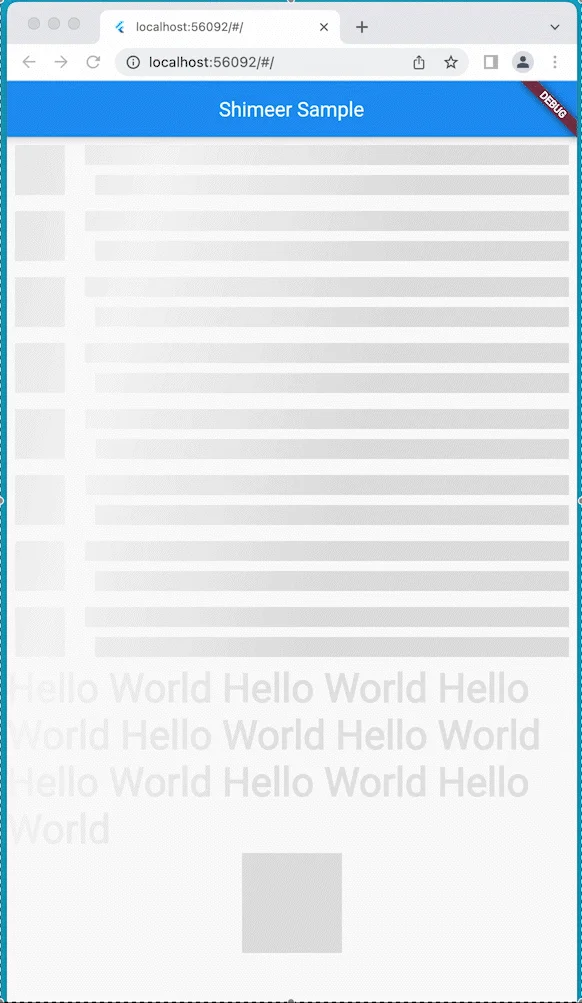 localhost:56092/#/
localhost:56092/#/
Shimeer Sample
DEBUG
Hello World Hello World Hello
World Hello World Hello World
Hello World Hello World Hello
World